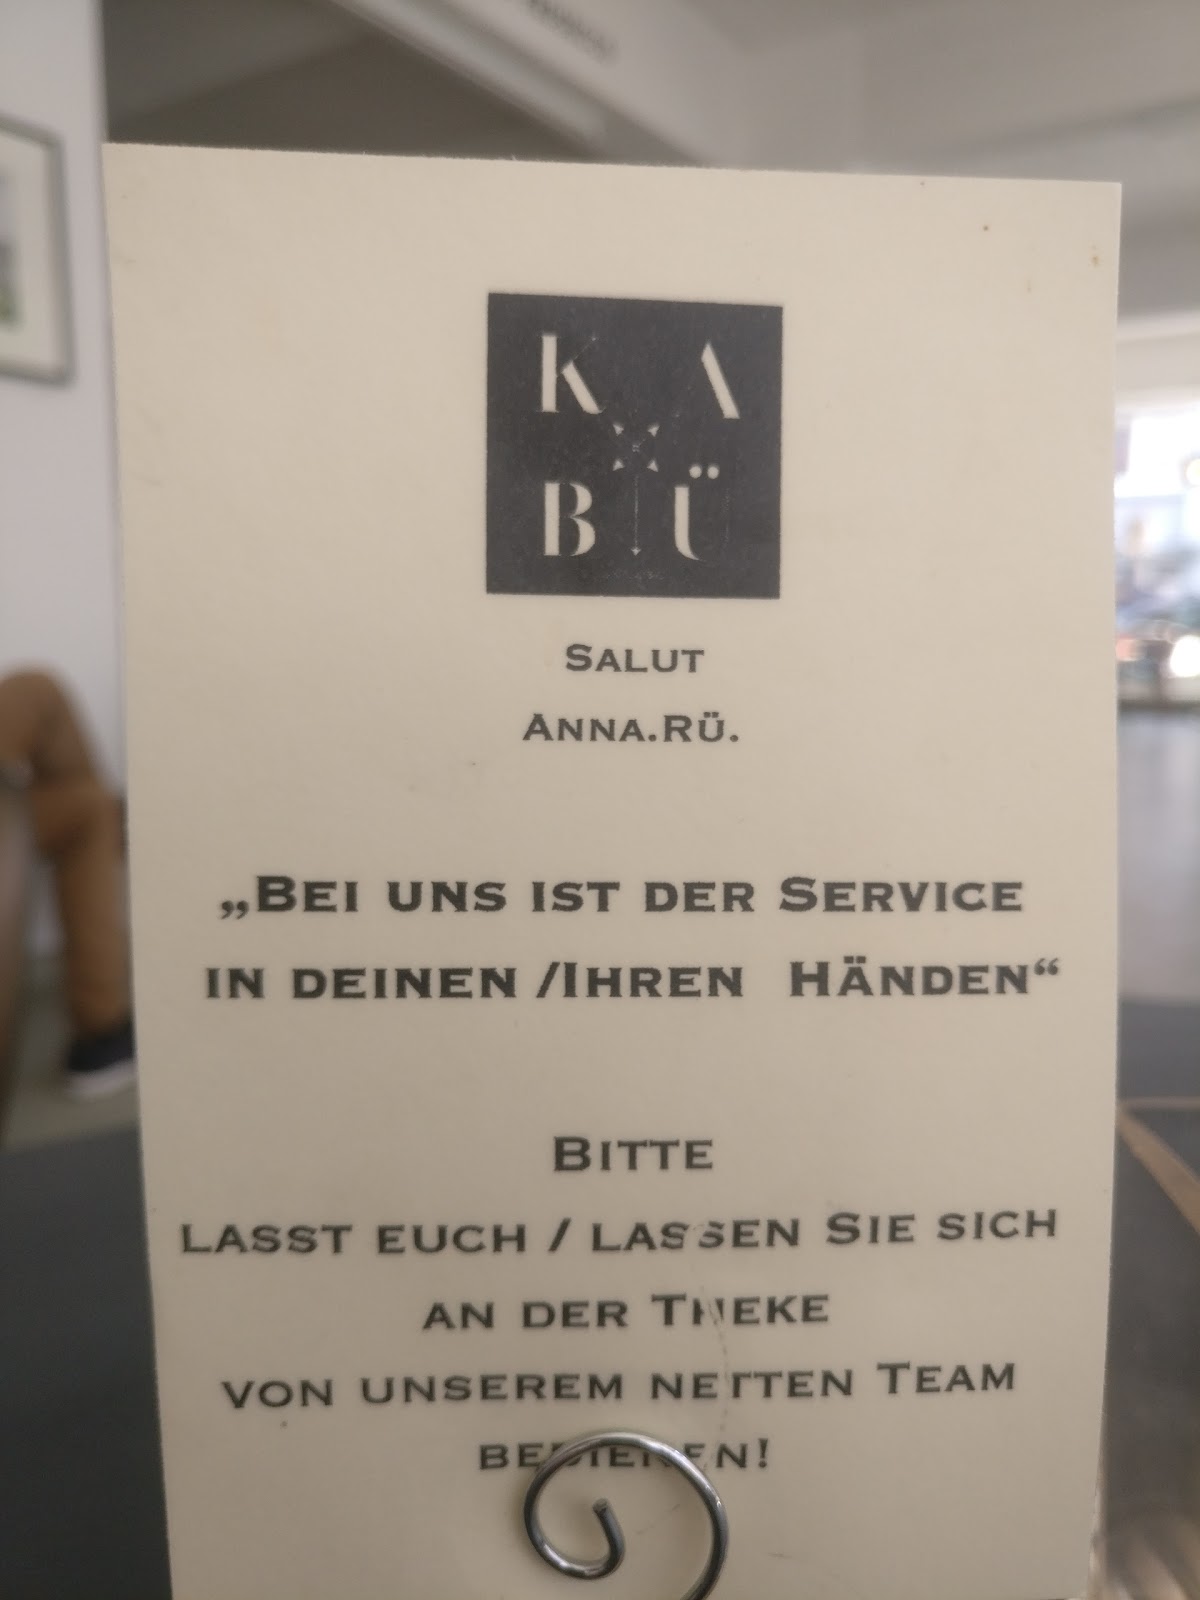 KA
BÜ
SALUT
ANNA.RÜ.
„BEI UNS IST DER SERVICE
IN DEINEN /IHREN HÄNDEN“
BITTE
LASST EUCH / LASSEN SIE SICH
AN DER THEKE
VON UNSEREM NETTEN TEAM
BEDIENEN!